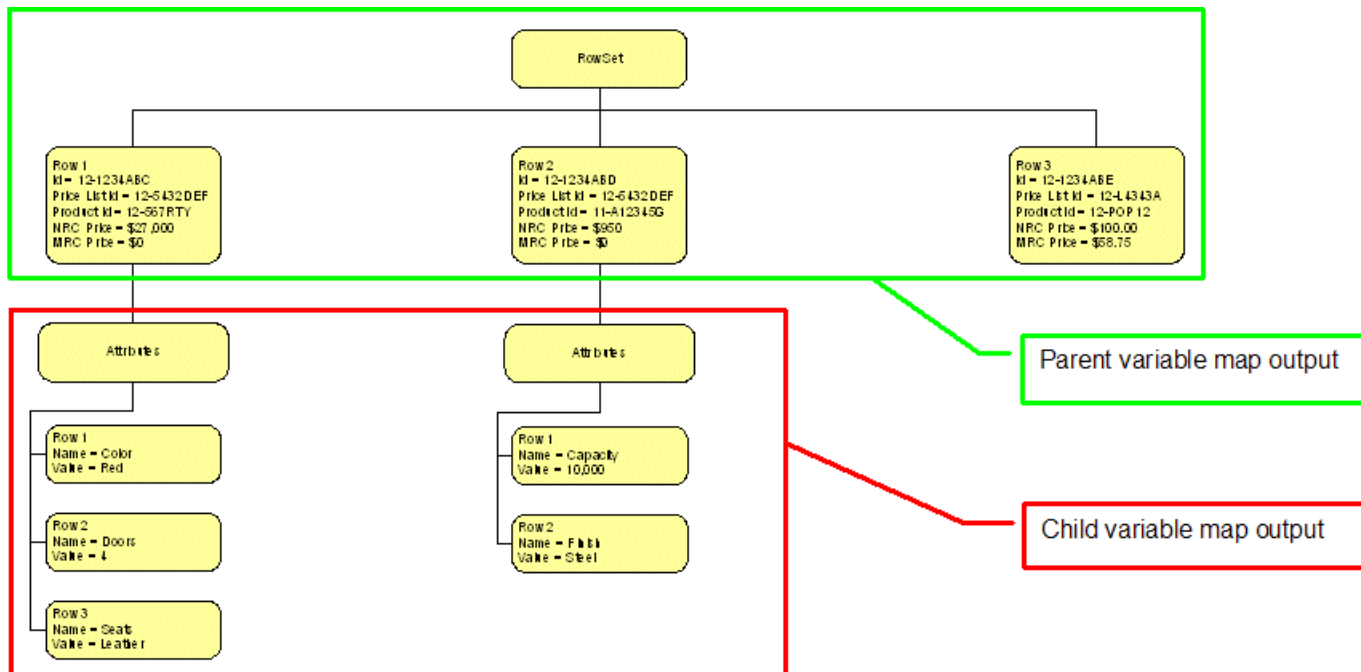 RowSet
Row 1
Id = 12-1234ABC
Price List Id = 12-5432DEF
Product Id = 12-567RTY
NRC Price = $27,000
MRC Price = $0
Row 2
Id = 12-1234ABD
Price List Id = 12-5432DEF
Product Id = 11-A12345G
NRC Price = $950
MRC Price = $0
Row 3
Id = 12-1234ABE
Price List Id = 12-L4343A
Product Id = 12-POP12
NRC Price = $100.00
MRC Price = $58.75
Parent variable map output
Attributes
Row 1
Name = Color
Value = Red
Row 2
Name = Doors
Value = 4
Row 3
Name = Seats
Value = Leather
Attributes
Row 1
Name = Capacity
Value = 10,000
Row 2
Name = Finish
Value = Steel
Child variable map output